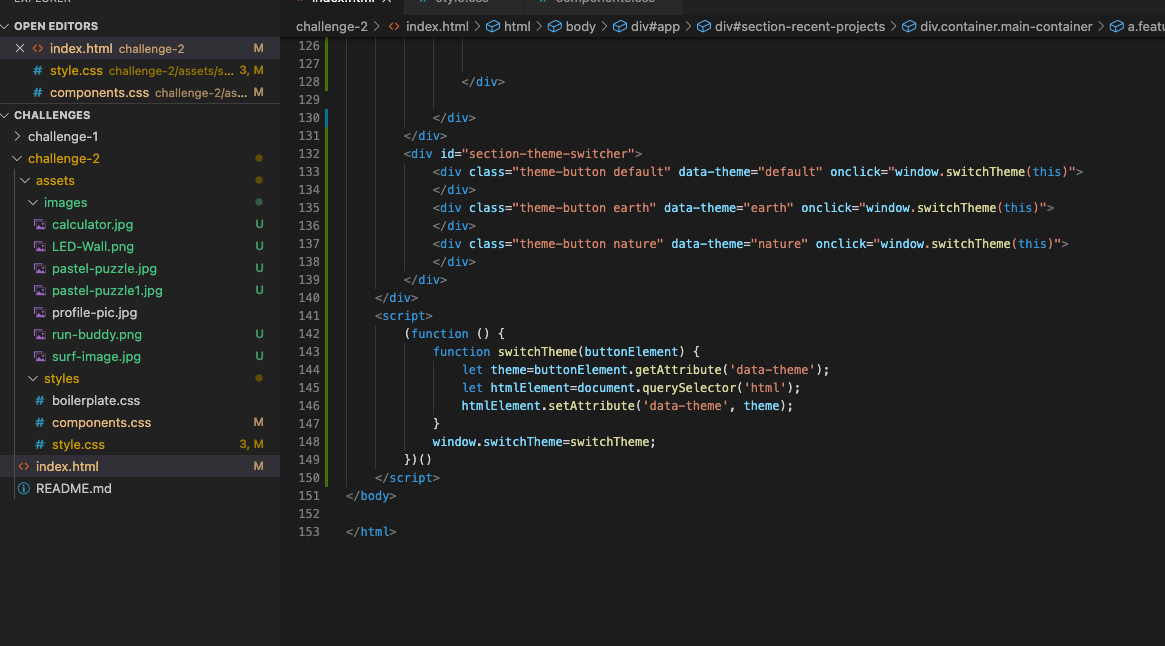 EXPLORER
OPEN EDITORS
index.html challenge-2 M
style.css challenge-2/assets/s... 3, M
components.css challenge-2/as... M
CHALLENGES
challenge-1
challenge-2
assets
images
calculator.jpg U
LED-Wall.png U
pastel-puzzle.jpg U
pastel-puzzle1.jpg U
profile-pic.jpg
run-buddy.png U
surf-image.jpg U
styles
boilerplate.css
components.css M
style.css 3, M
index.html M
README.md
index.html style.css components.css
challenge-2 > index.html > html > body > div#app > div#section-recent-projects > div.container.main-container > a.featu
126
127
128 </div>
129
130 </div>
131 </div>
132 <div id="section-theme-switcher">
133 <div class="theme-button default" data-theme="default" onclick="window.switchTheme(this)">
134 </div>
135 <div class="theme-button earth" data-theme="earth" onclick="window.switchTheme(this)">
136 </div>
137 <div class="theme-button nature" data-theme="nature" onclick="window.switchTheme(this)">
138 </div>
139 </div>
140 </div>
141 <script>
142 (function () {
143 function switchTheme(buttonElement) {
144 let theme=buttonElement.getAttribute('data-theme');
145 let htmlElement=document.querySelector('html');
146 htmlElement.setAttribute('data-theme', theme);
147 }
148 window.switchTheme=switchTheme;
149 })()
150 </script>
151 </body>
152
153 </html>